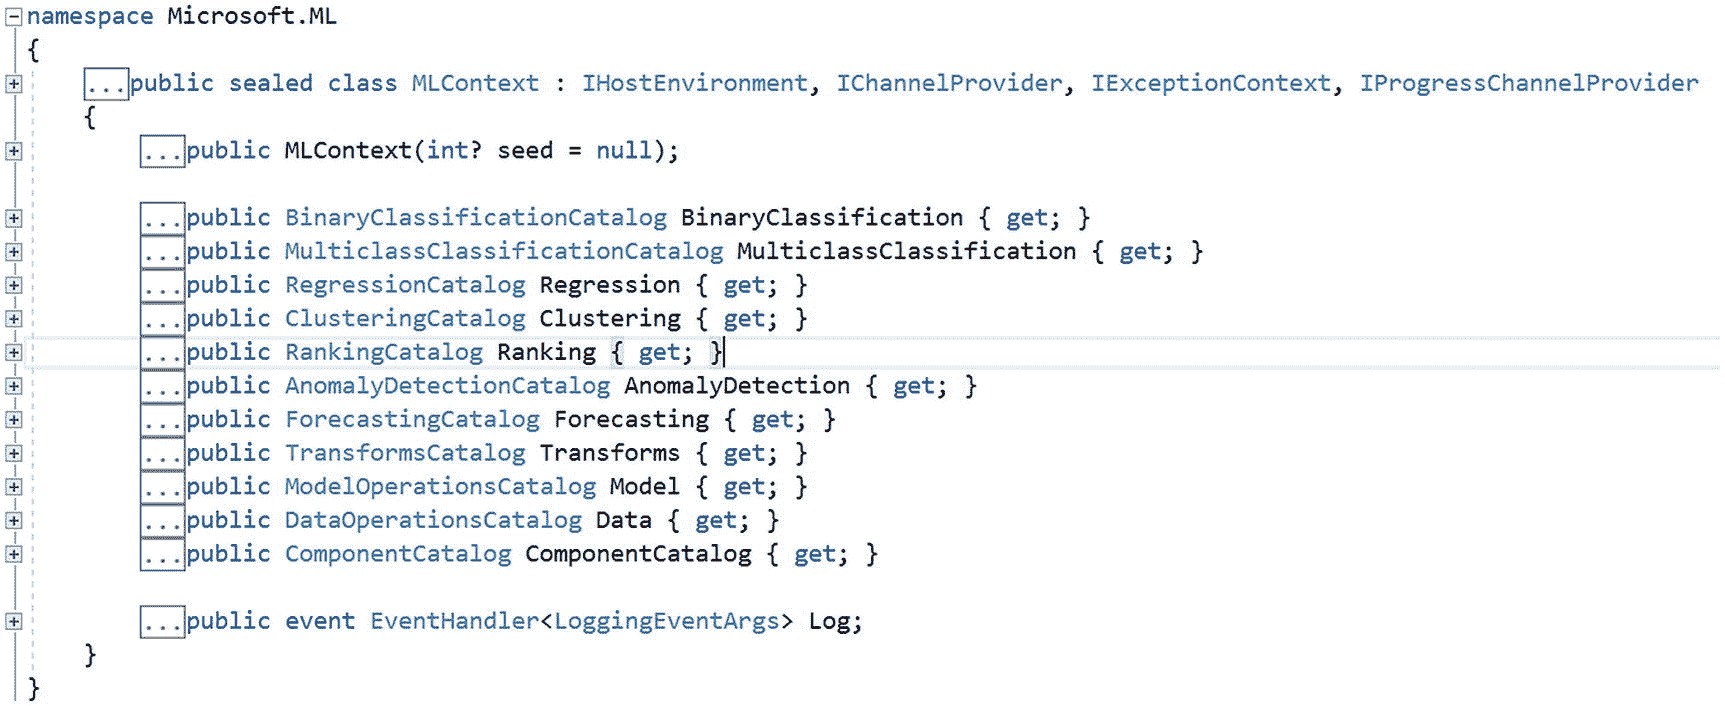 namespace Microsoft.ML
{
...public sealed class MLContext : IHostEnvironment, IChannelProvider, IExceptionContext, IProgressChannelProvider
{
...public MLContext(int? seed = null);
...public BinaryClassificationCatalog BinaryClassification { get; }
...public MulticlassClassificationCatalog MulticlassClassification { get; }
...public RegressionCatalog Regression { get; }
...public ClusteringCatalog Clustering { get; }
...public RankingCatalog Ranking { get; }
...public AnomalyDetectionCatalog AnomalyDetection { get; }
...public ForecastingCatalog Forecasting { get; }
...public TransformsCatalog Transforms { get; }
...public ModelOperationsCatalog Model { get; }
...public DataOperationsCatalog Data { get; }
...public ComponentCatalog ComponentCatalog { get; }
...public event EventHandler<LoggingEventArgs> Log;
}
}